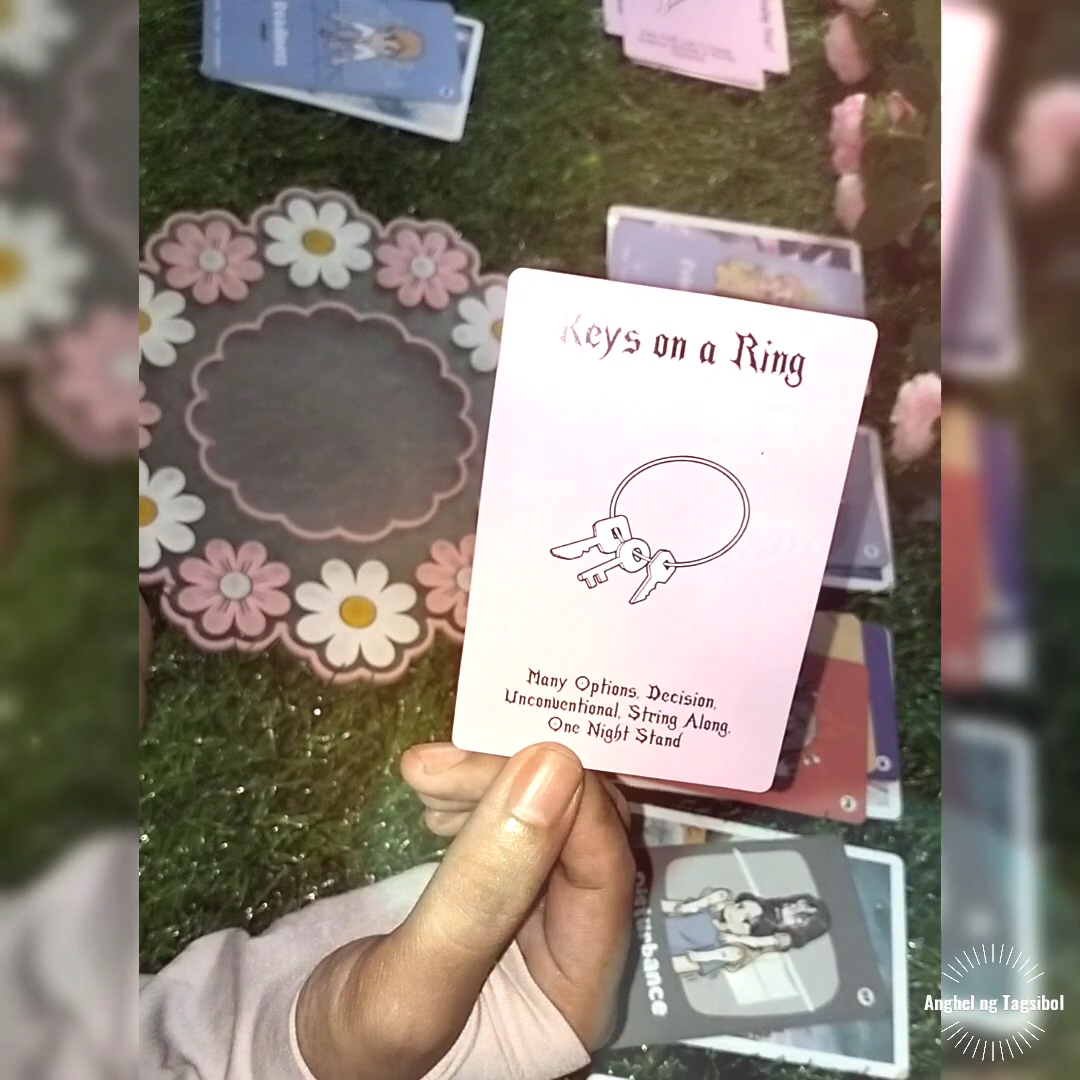 Keys on a Ring
Many Options, Decision,
Unconventional, String Along,
One Night Stand
Anghel ng Tagsibol